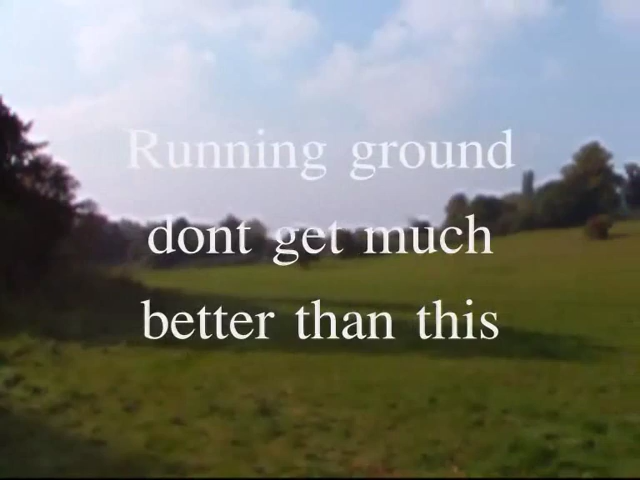 Running ground
dont get much
better than this